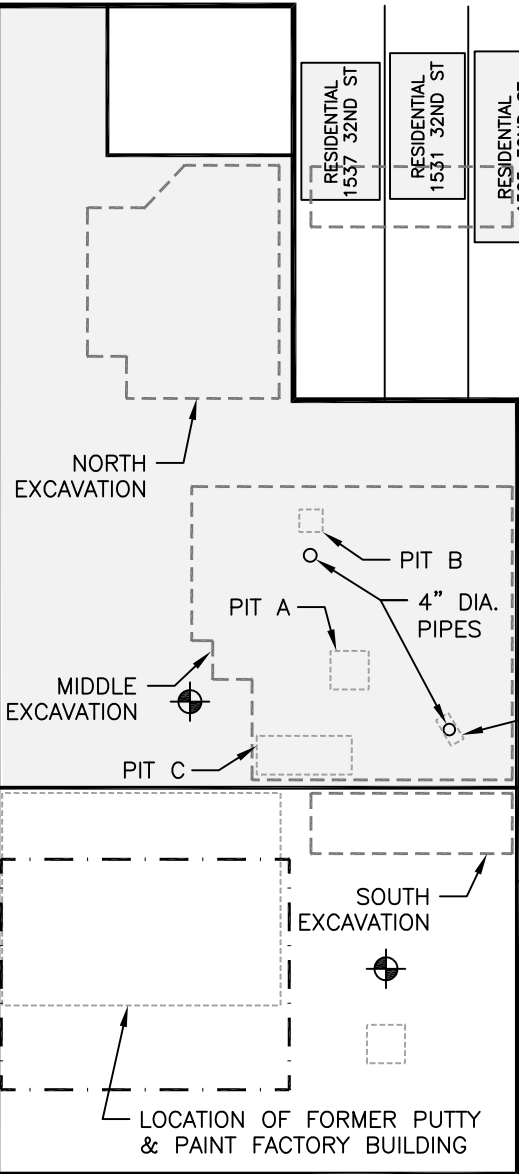 RESIDENTIAL
1537 32ND ST
RESIDENTIAL
1531 32ND ST
RESIDENTIAL
NORTH
EXCAVATION
PIT B
4" DIA.
PIPES
PIT A
MIDDLE
EXCAVATION
PIT C
SOUTH
EXCAVATION
LOCATION OF FORMER PUTTY
& PAINT FACTORY BUILDING